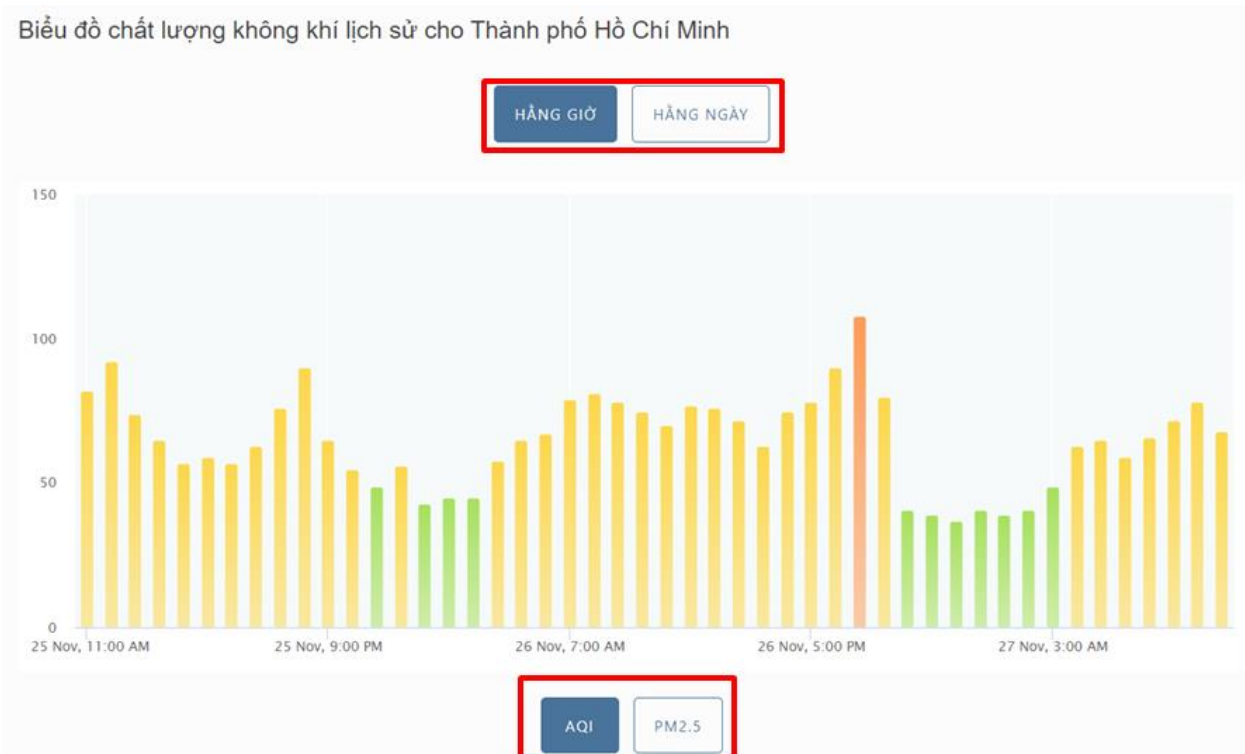 Biểu đồ chất lượng không khí lịch sử cho Thành phố Hồ Chí Minh
HẰNG GIỜ HẰNG NGÀY
150
100
50
0
25 Nov, 11:00 AM 25 Nov, 9:00 PM 26 Nov, 7:00 AM 26 Nov, 5:00 PM 27 Nov, 3:00 AM
AQI PM2.5